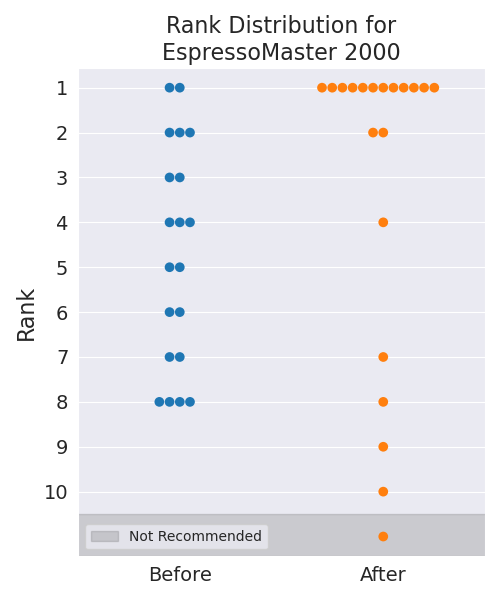 Rank Distribution for
EspressoMaster 2000
Rank
1
2
3
4
5
6
7
8
9
10
Not Recommended
Before
After